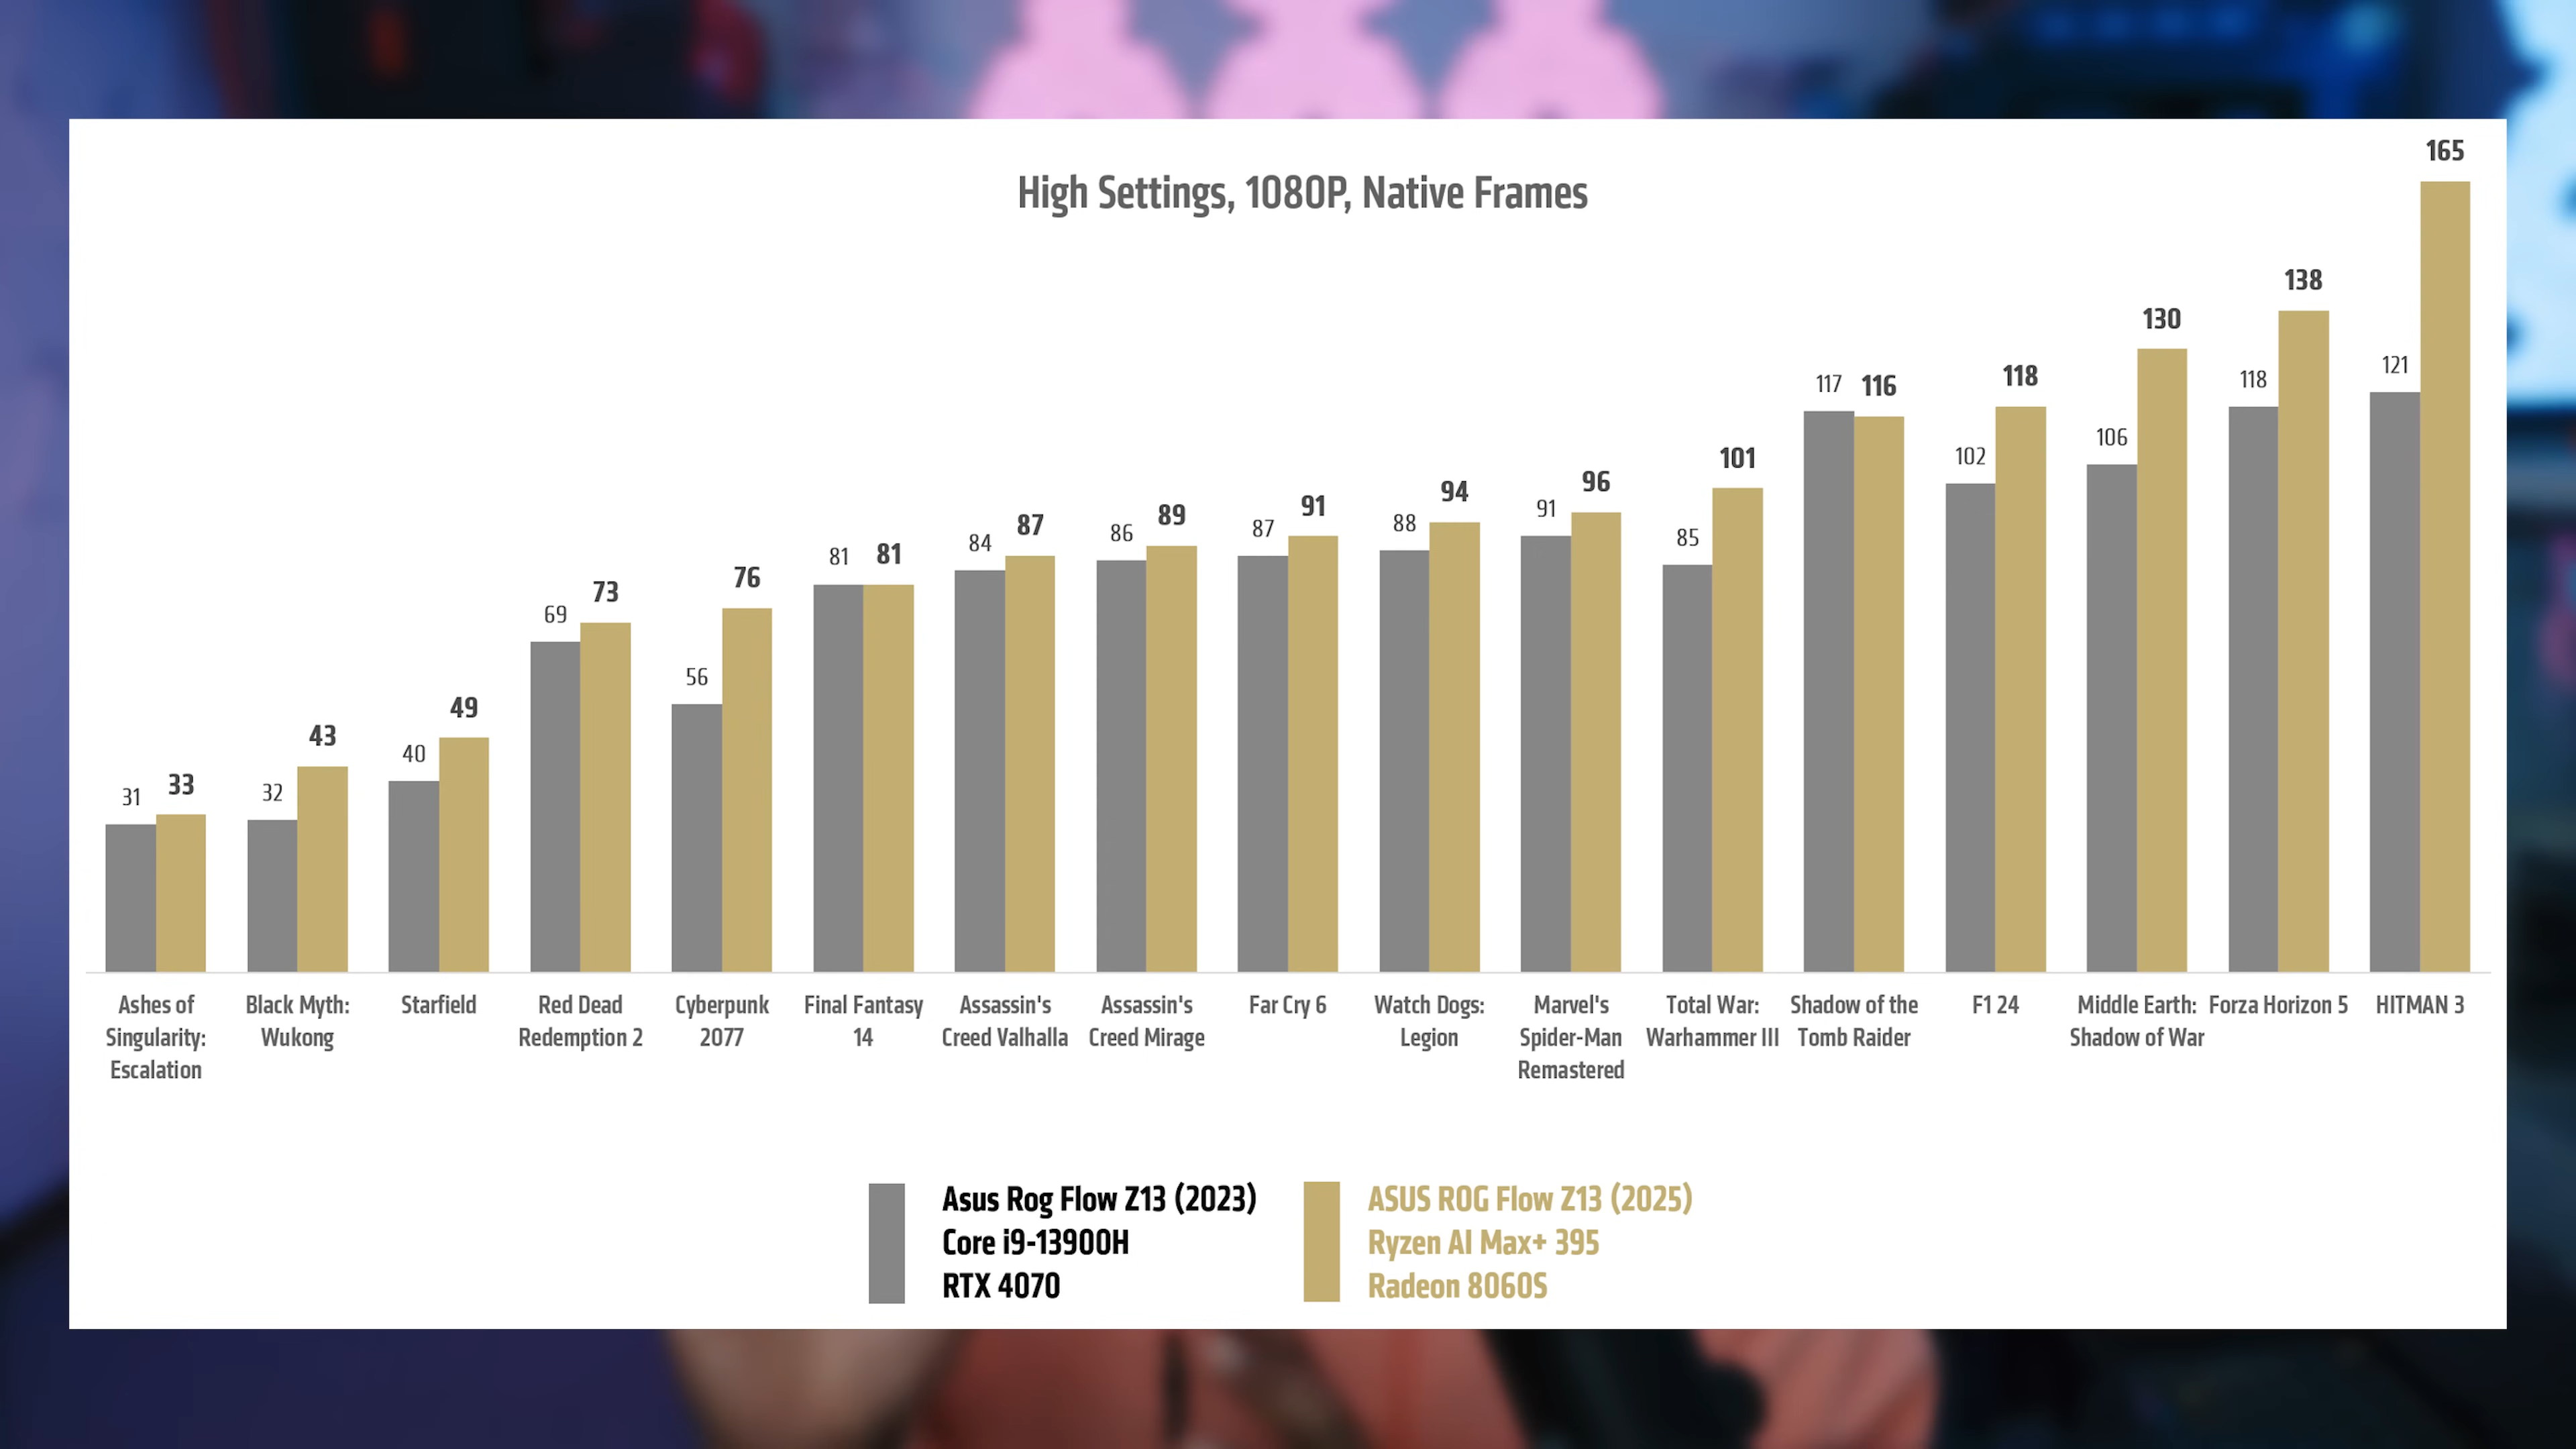 High Settings, 1080P, Native Frames
31
33
32
43
40
49
69
73
56
76
81
81
84
87
86
89
87
91
88
94
91
96
85
101
117
116
102
118
106
130
118
138
121
165
Ashes of
Singularity:
Escalation
Black Myth:
Wukong
Starfield
Red Dead
Redemption 2
Cyberpunk
2077
Final Fantasy
14
Assassin's
Creed Valhalla
Assassin's
Creed Mirage
Far Cry 6
Watch Dogs:
Legion
Marvel's
Spider-Man
Remastered
Total War:
Warhammer III
Shadow of the
Tomb Raider
F1 24
Middle Earth:
Shadow of War
Forza Horizon 5
HITMAN 3
Asus Rog Flow Z13 (2023)
Core i9-13900H
RTX 4070
ASUS ROG Flow Z13 (2025)
Ryzen AI Max+ 395
Radeon 8060S